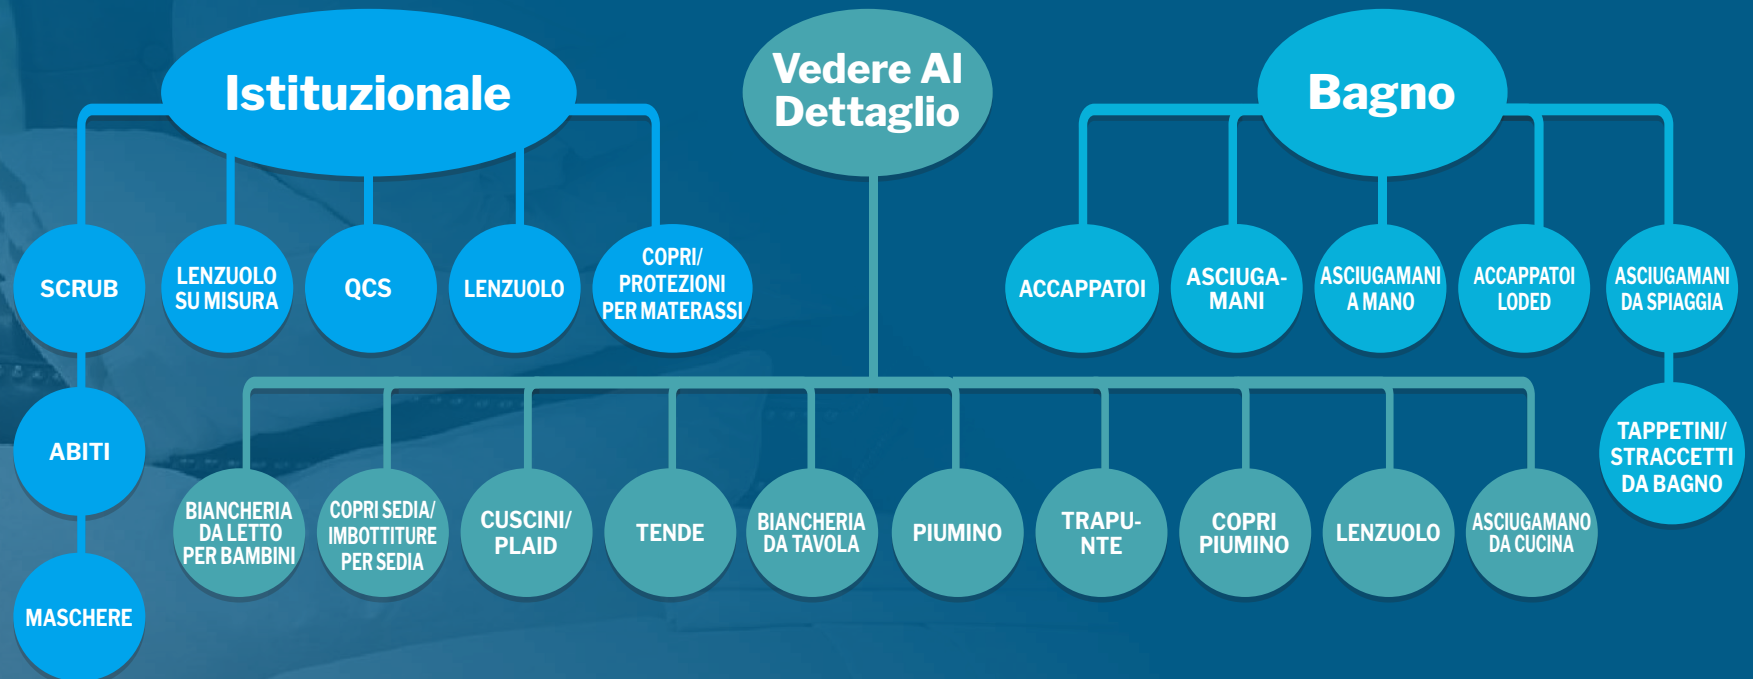 Istituzionale
Vedere Al
Dettaglio
Bagno
SCRUB
LENZUOLO
SU MISURA
QCS
LENZUOLO
COPRI/
PROTEZIONI
PER MATERASSI
ACCAPPATOI
ASCIUGA-
MANI
ASCIUGAMANI
A MANO
ACCAPPATOI
LODED
ASCIUGAMANI
DA SPIAGGIA
ABITI
TAPPETINI/
STRACCETTI
DA BAGNO
MASCHERE
BIANCHERIA
DA LETTO
PER BAMBINI
COPRI SEDIA/
IMBOTTITURE
PER SEDIA
CUSCINI/
PLAID
TENDE
BIANCHERIA
DA TAVOLA
PIUMINO
TRAPU-
NTE
COPRI
PIUMINO
LENZUOLO
ASCIUGAMANO
DA CUCINA